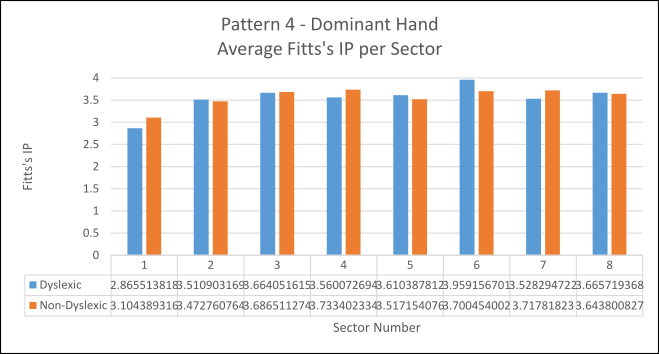 Pattern 4 - Dominant Hand
Average Fitts's IP per Sector
4
3.5
3
2.5
2
1.5
1
0.5
0
Fitts's IP
1 2 3 4 5 6 7 8
Dyslexic 2.865513818 3.510903169 3.664051615 3.560072694 3.610387812 3.959156701 3.528294722 3.665719368
Non-Dyslexic 3.104389316 3.472760764 3.686511274 3.733402334 3.517154076 3.700454002 3.71781823 3.643800827
Sector Number